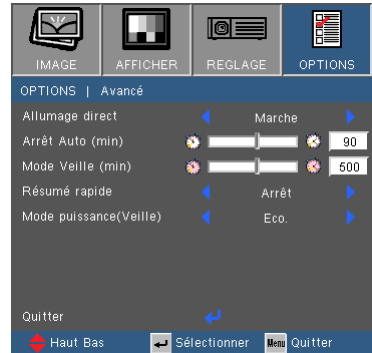 IMAGE AFFICHER REGLAGE OPTIONS
OPTIONS | Avancé
Allumage direct Marche
Arrêt Auto (min) 90
Mode Veille (min) 500
Résumé rapide Arrêt
Mode puissance(Veille) Eco.
Quitter
Haut Bas Sélectionner Menu Quitter